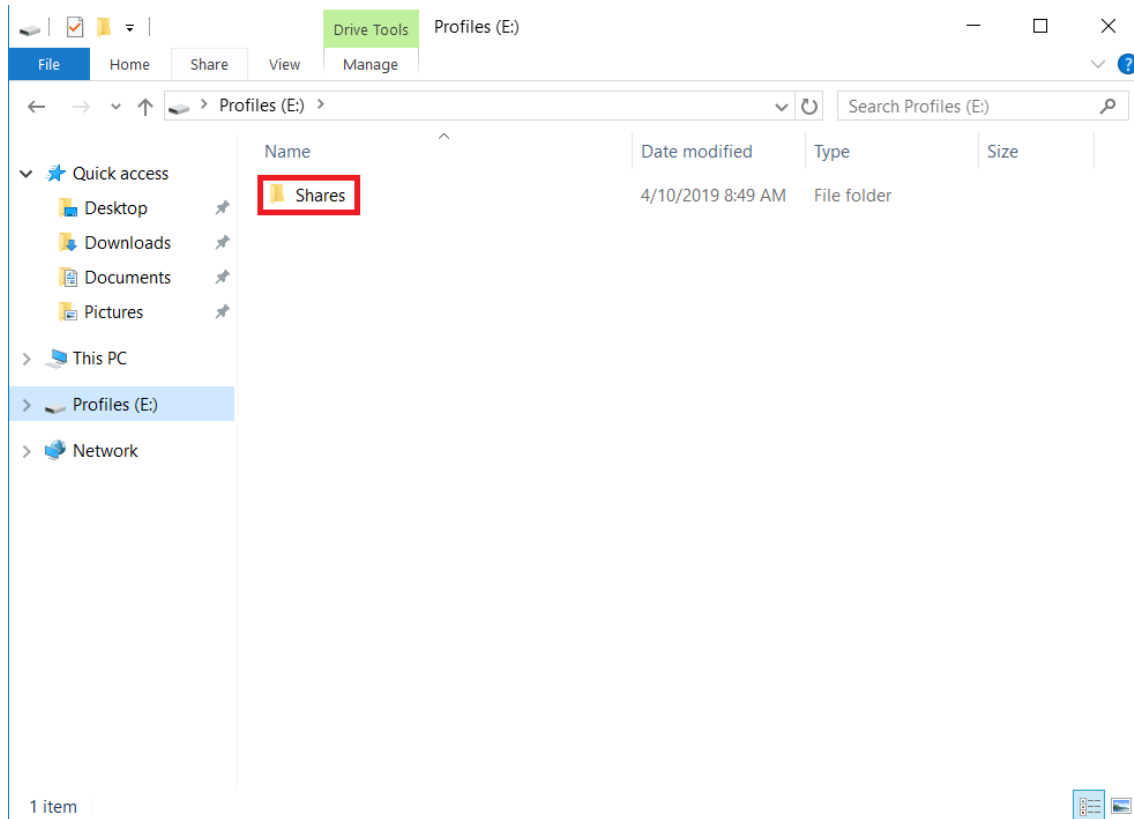 Drive Tools Profiles (E:)
File Home Share View Manage ?
Profiles (E:) Search Profiles (E:)
Name Date modified Type Size
Quick access
Shares 4/10/2019 8:49 AM File folder
Desktop
Downloads
Documents
Pictures
This PC
Profiles (E:)
Network
1 item